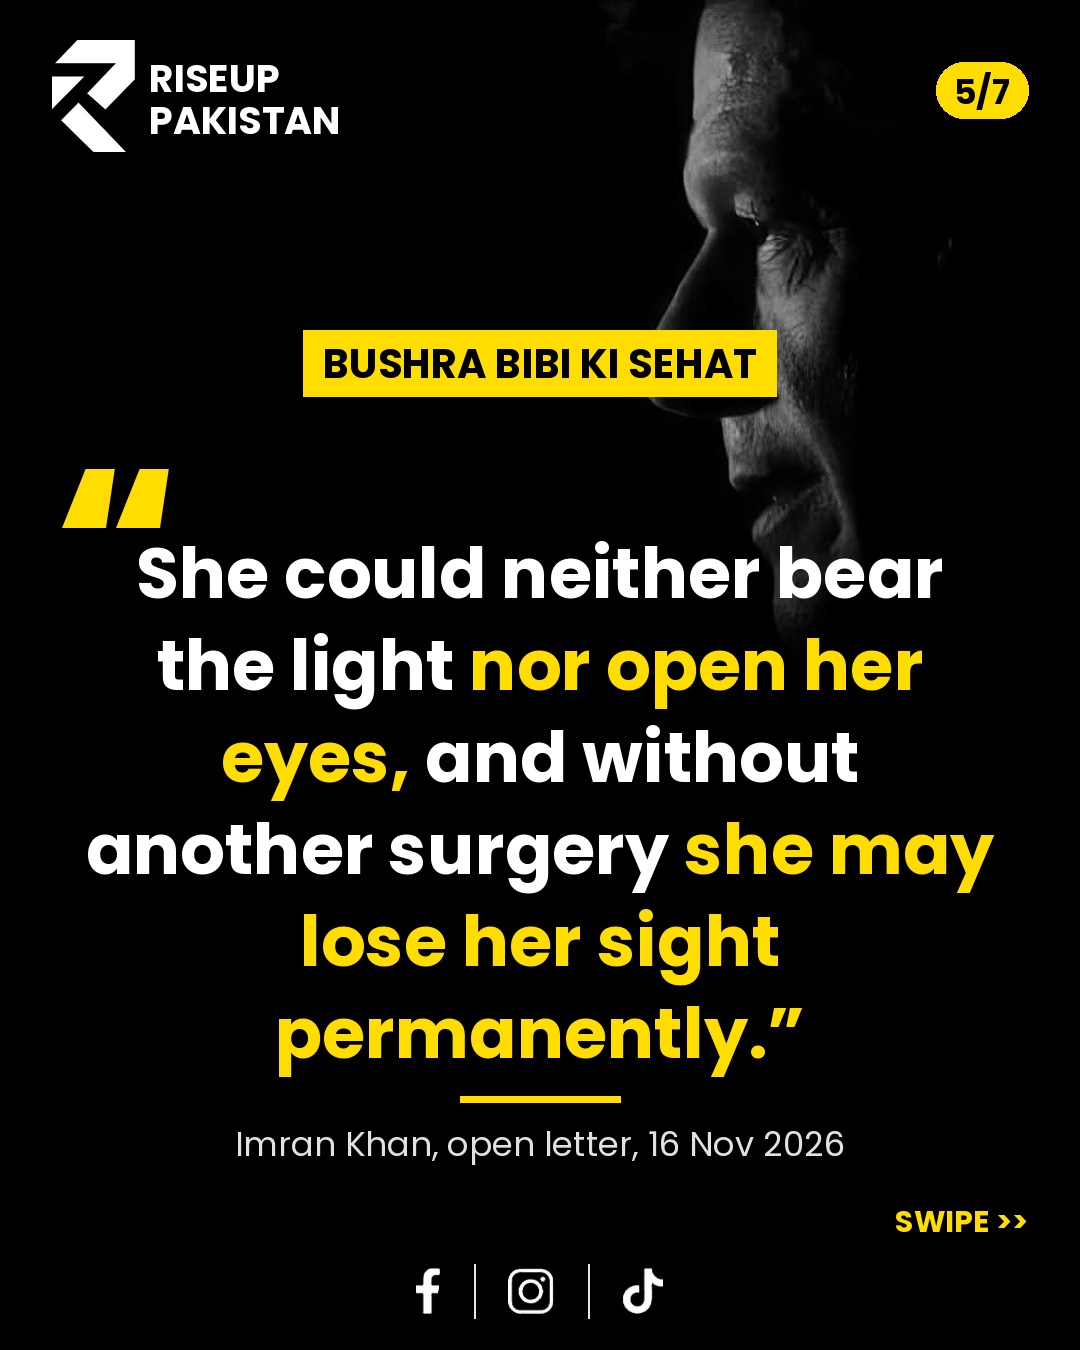 RISEUP
PAKISTAN
5/7
BUSHRA BIBI KI SEHAT
“She could neither bear
the light nor open her
eyes, and without
another surgery she may
lose her sight
permanently.”
Imran Khan, open letter, 16 Nov 2026
SWIPE >>